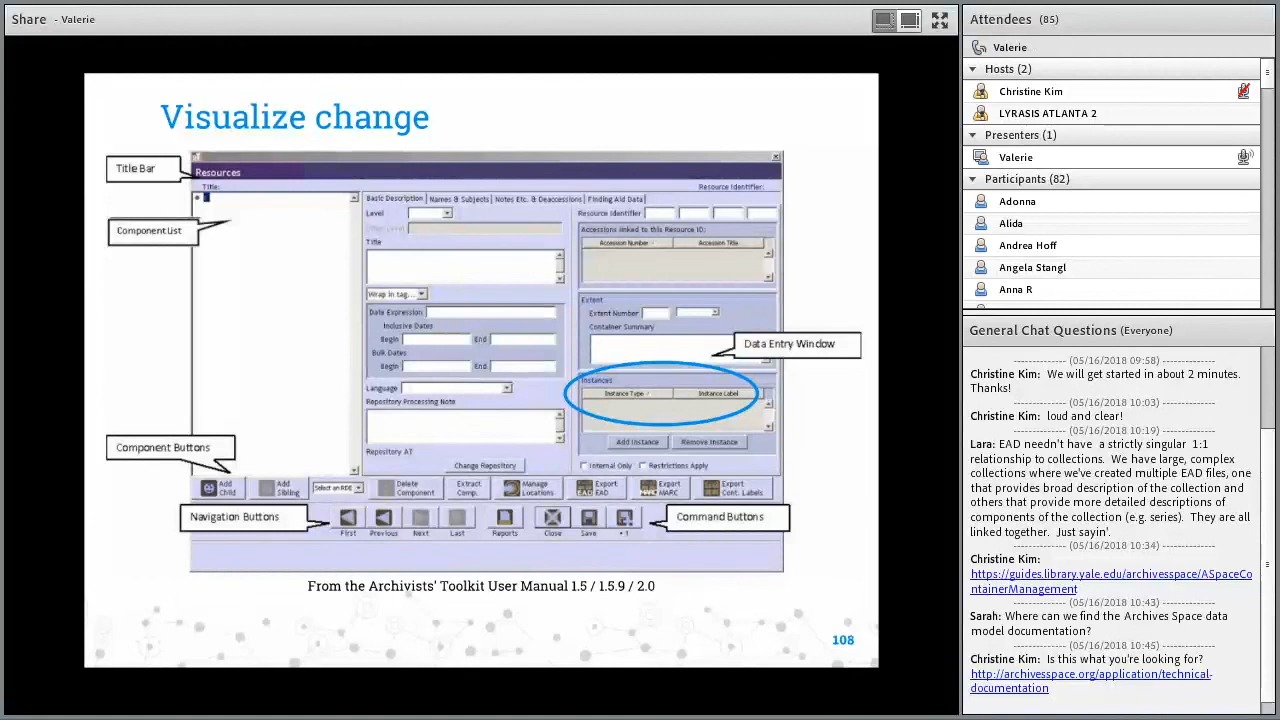 Share - Valerie
Visualize change
Title Bar
Resources
Title:
Resource Identifier:
ComponentList
Basic Description
Names & Subjects
Notes Etc. & Deaccessions
Finding Aid Data
Level
Title
Wrap in tag...
Date Expression
Inclusive Dates
Begin
End
Bulk Dates
Begin
End
Language
Repository Processing Note
Repository AT
Change Repository
Resource Identifier
Accessions linked to this Resource ID:
Accession Number
Accession Title
Extent
Extent Number
Container Summary
Data Entry Window
Instances
Instance Type
Instance Label
Add Instance
Remove Instance
Internal Only
Restrictions Apply
Component Buttons
Add Child
Add Sibling
Select an RDE
Delete Component
Extract Comp.
Manage Locations
Export EAD
Export MARC
Export Cont. Labels
Navigation Buttons
First
Previous
Next
Last
Reports
Close
Save
+1
Command Buttons
From the Archivists' Toolkit User Manual 1.5 / 1.5.9 / 2.0
108
Attendees (85)
Valerie
Hosts (2)
Christine Kim
LYRASIS ATLANTA 2
Presenters (1)
Valerie
Participants (82)
Adonna
Alida
Andrea Hoff
Angela Stangl
Anna R
General Chat Questions (Everyone)
--------------- (05/16/2018 09:58) -------------
Christine Kim: We will get started in about 2 minutes.
Thanks!
--------------- (05/16/2018 10:03) -------------
Christine Kim: loud and clear!
--------------- (05/16/2018 10:19) -------------
Lara: EAD needn't have a strictly singular 1:1
relationship to collections. We have large, complex
collections where we've created multiple EAD files, one
that provides broad description of the collection and
others that provide more detailed descriptions of
components of the collection (e.g. series). They are all
linked together. Just sayin'.
--------------- (05/16/2018 10:34) -------------
Christine Kim:
https://guides.library.yale.edu/archivesspace/ASpaceCo
ntainerManagement
--------------- (05/16/2018 10:43) -------------
Sarah: Where can we find the Archives Space data
model documentation?
--------------- (05/16/2018 10:45) -------------
Christine Kim: Is this what you're looking for?
http://archivesspace.org/application/technical-
documentation